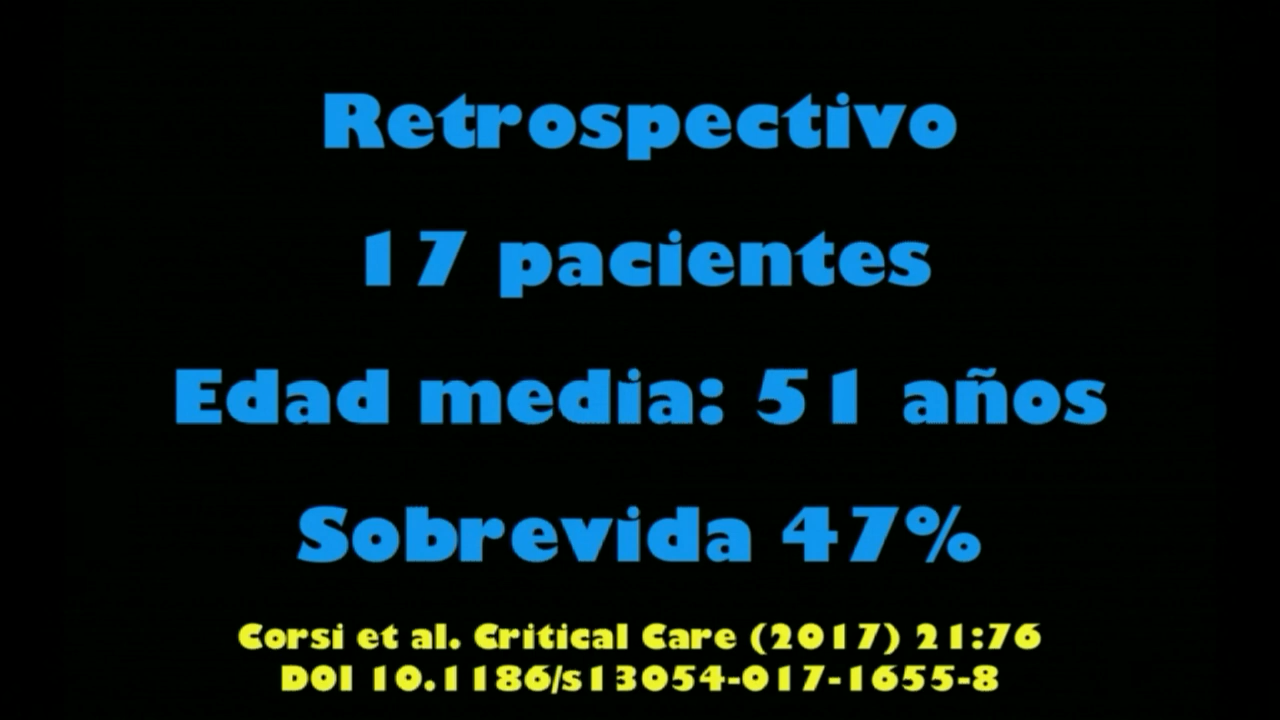 Retrospectivo
17 pacientes
Edad media: 51 años
Sobrevida 47%
Corsi et al. Critical Care (2017) 21:76
DOI 10.1186/s13054-017-1655-8